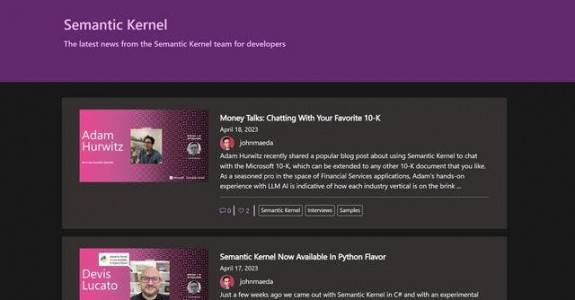 Semantic Kernel
The latest news from the Semantic Kernel team for developers
Adam
Hurwitz
Money Talks: Chatting With Your Favorite 10-K
April 18, 2023
johnmaeda
Adam Hurwitz recently shared a popular blog post about using Semantic Kernel to chat
with the Microsoft 10-K, which can be extended to any other 10-K document that you like.
As a seasoned pro in the space of Financial Services applications, Adam's hands-on
experience with LLM AI is indicative of how each industry vertical is on the brink ...
0 2 Semantic Kernel Interviews Samples
Devis
Lucato
Semantic Kernel Now Available In Python Flavor
April 17, 2023
johnmaeda
Just a few weeks ago we came out with Semantic Kernel in C# and with an experimental